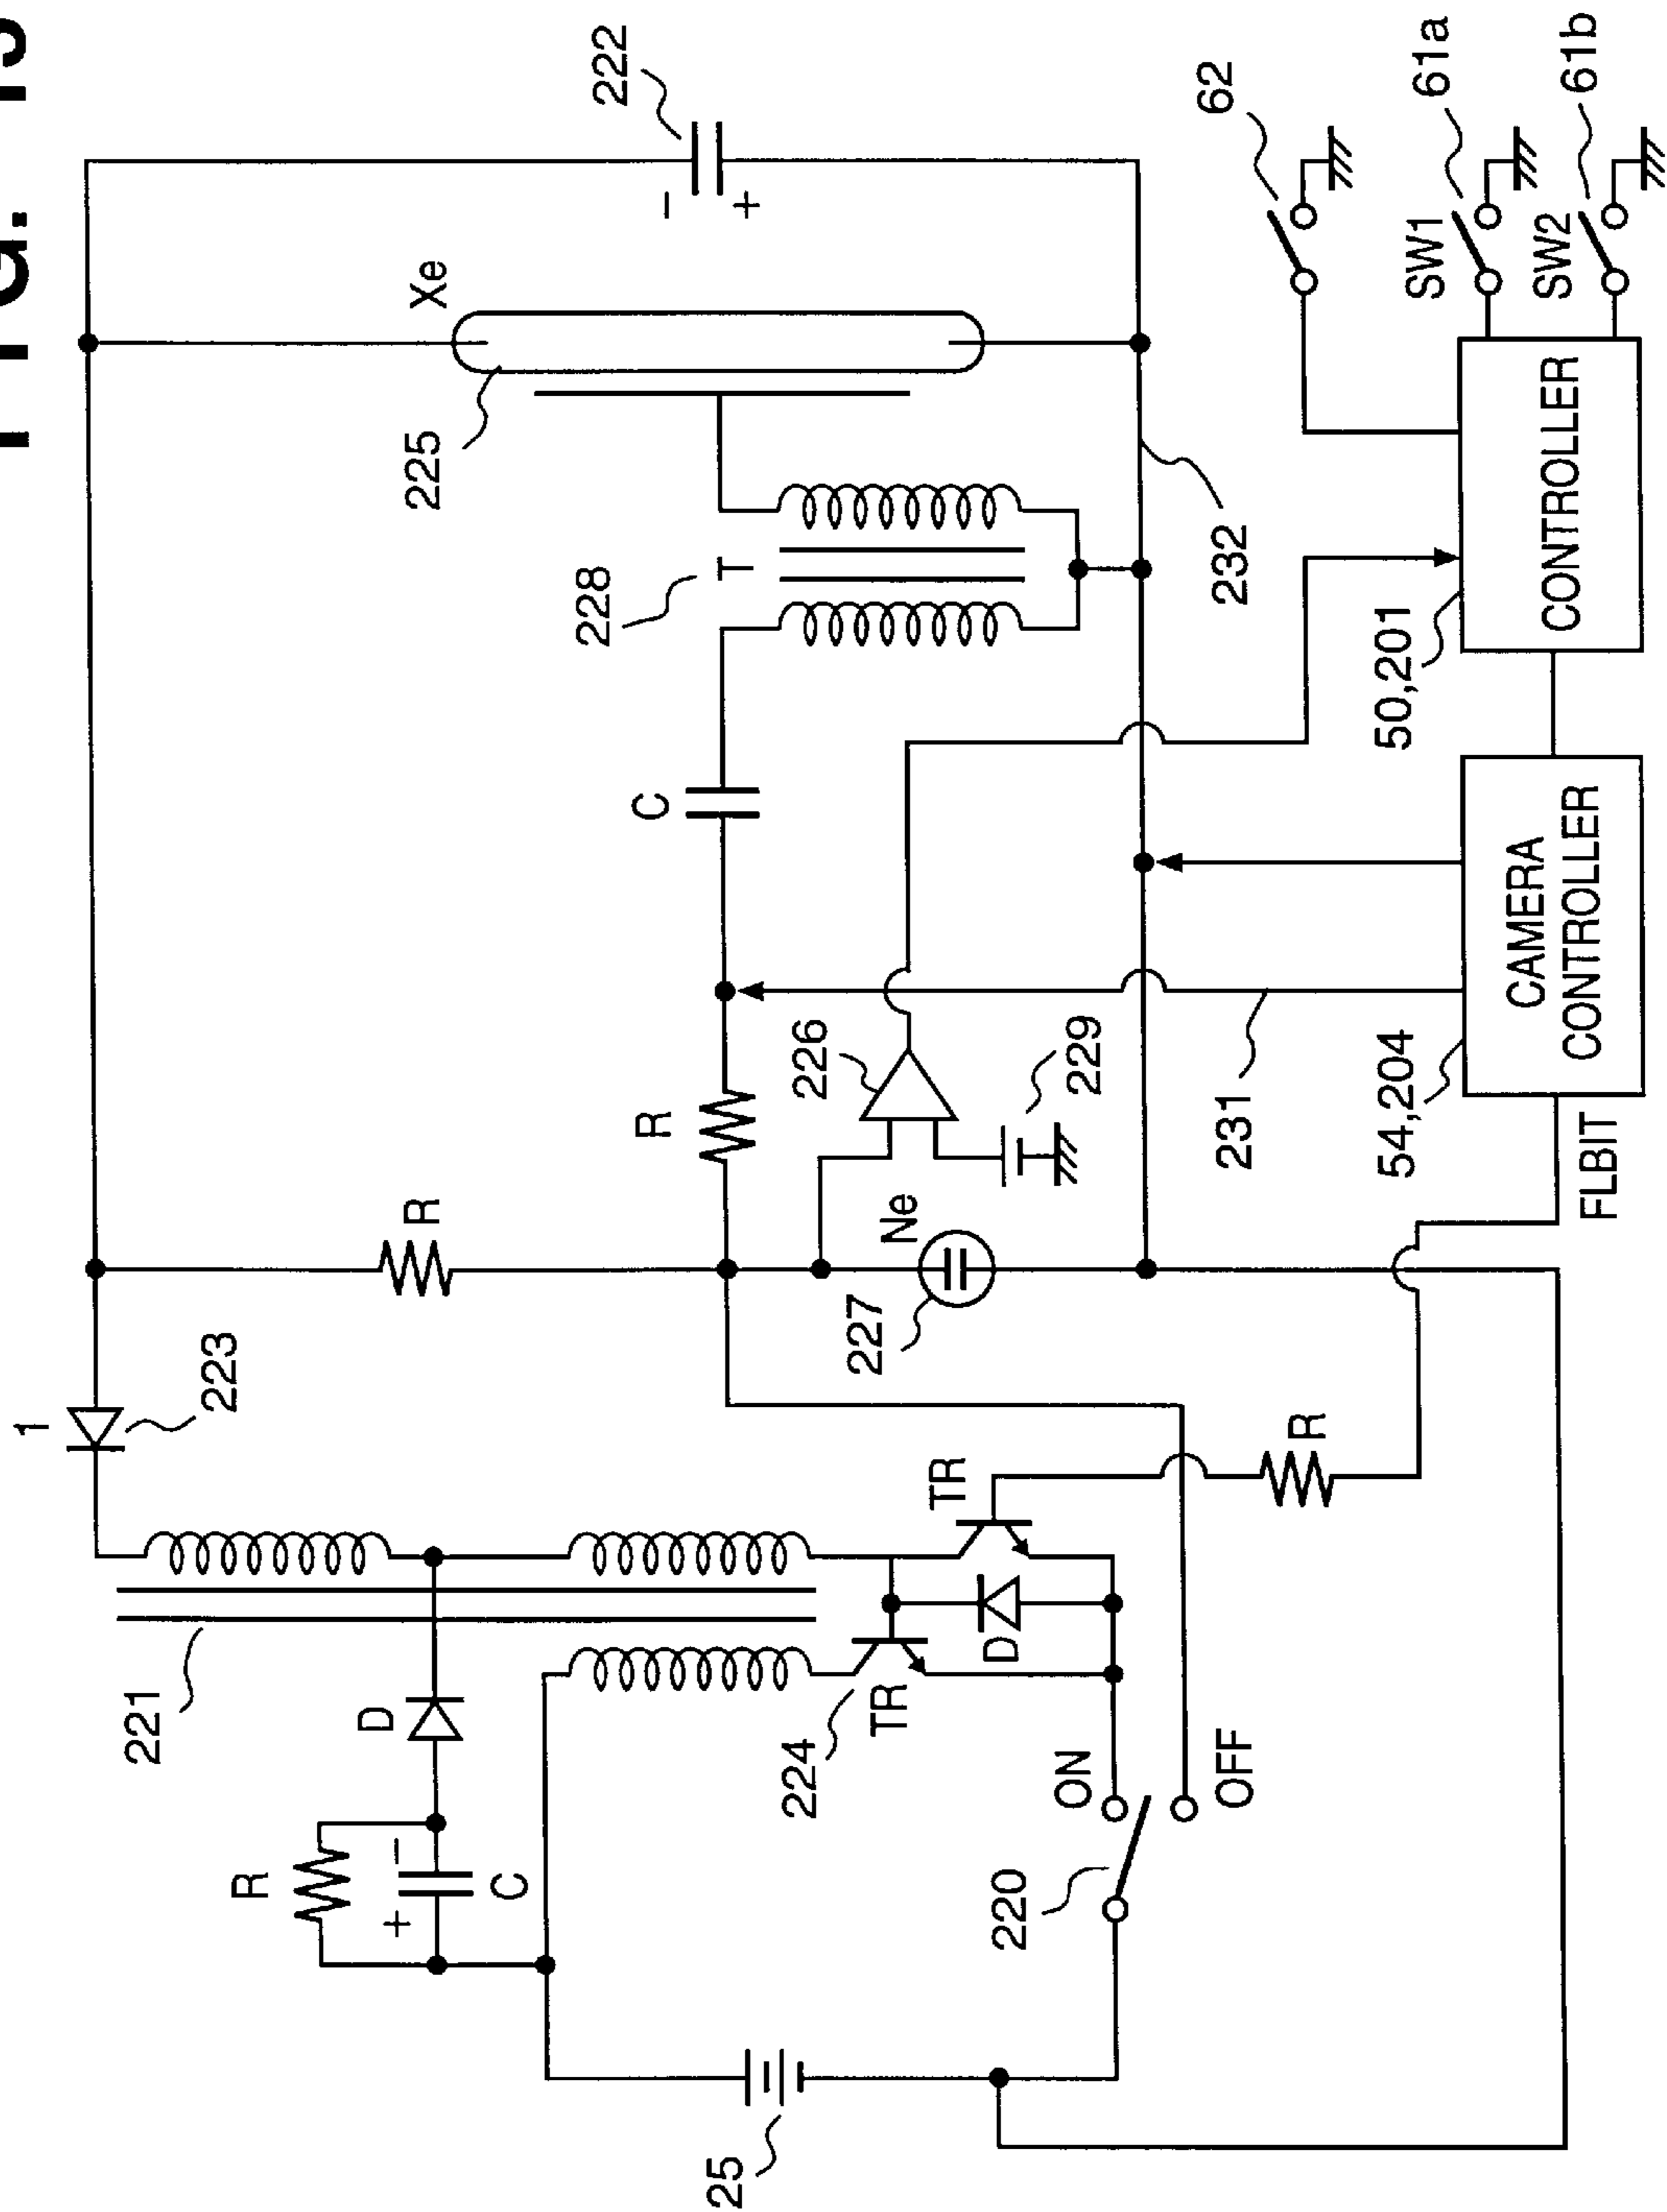 FIG.
1
221
223
R
+ −
D
R
225
Xe
C
228
222
R
C
T
−
+
25
224
226
227
TR
Ne
TR
D
220
ON
229
62
OFF
231
232
R
54,204
50,201
SW1
61a
CAMERA
CONTROLLER
CONTROLLER
SW2
61b
FLBIT